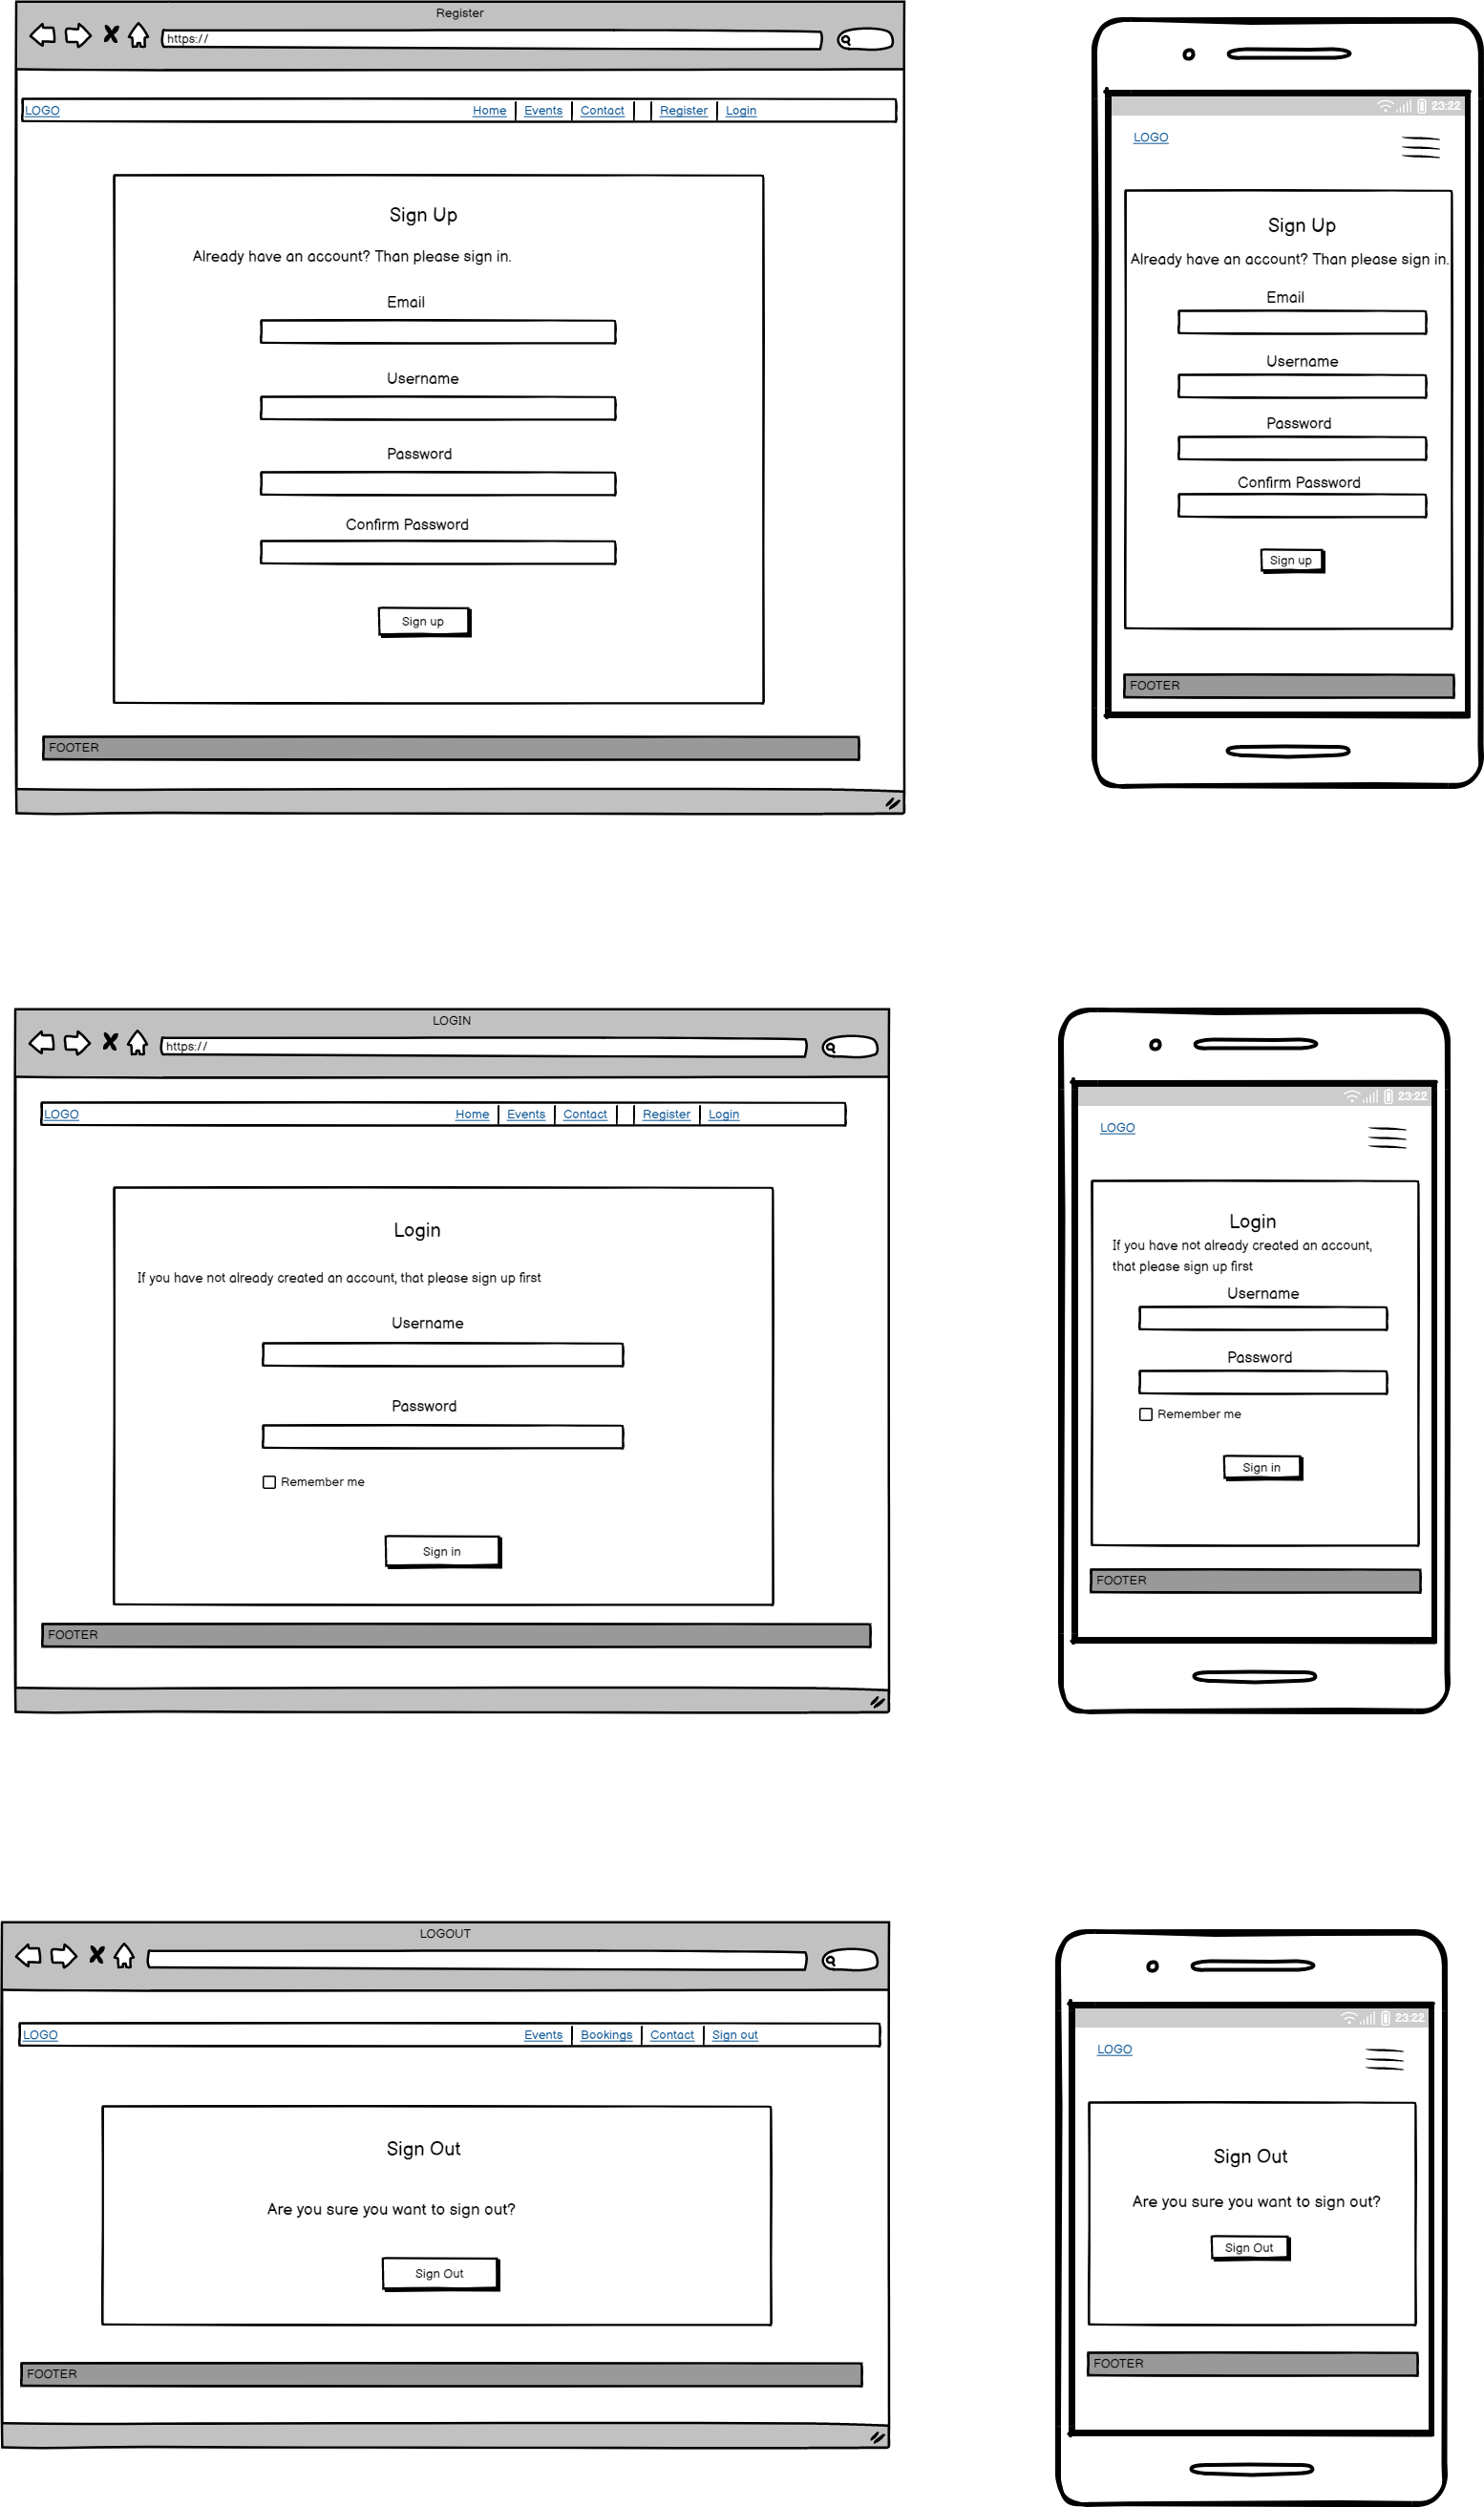 Register
https://
LOGO Home Events Contact Register Login
Sign Up
Already have an account? Than please sign in.
Email
Username
Password
Confirm Password
Sign up
FOOTER
23:22
LOGO
Sign Up
Already have an account? Than please sign in.
Email
Username
Password
Confirm Password
Sign up
FOOTER
LOGIN
https://
LOGO Home Events Contact Register Login
Login
If you have not already created an account, that please sign up first
Username
Password
Remember me
Sign in
FOOTER
23:22
LOGO
Login
If you have not already created an account,
that please sign up first
Username
Password
Remember me
Sign in
FOOTER
LOGOUT
LOGO Events Bookings Contact Sign out
Sign Out
Are you sure you want to sign out?
Sign Out
FOOTER
23:22
LOGO
Sign Out
Are you sure you want to sign out?
Sign Out
FOOTER